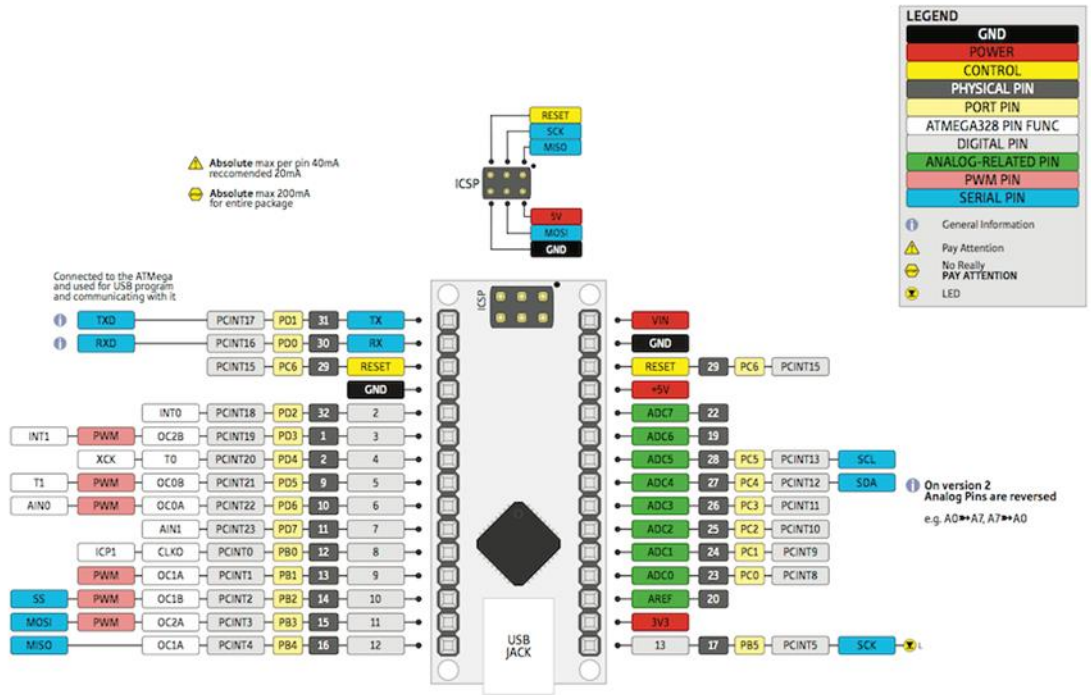 LEGEND
GND
POWER
CONTROL
PHYSICAL PIN
PORT PIN
ATMEGA328 PIN FUNC
DIGITAL PIN
ANALOG-RELATED PIN
PWM PIN
SERIAL PIN
General Information
Pay Attention
No Really
PAY ATTENTION
LED
Absolute max per pin 40mA
reccomended 20mA
Absolute max 200mA
for entire package
RESET
SCK
MISO
ICSP
5V
MOSI
GND
Connected to the ATMega
and used for USB program
and communicating with it
TXD PCINT17 PD1 31 TX
RXD PCINT16 PD0 30 RX
PCINT15 PC6 29 RESET
GND
INT0 PCINT18 PD2 32 2
INT1 PWM OC2B PCINT19 PD3 1 3
XCK T0 PCINT20 PD4 2 4
T1 PWM OC0B PCINT21 PD5 9 5
AIN0 PWM OC0A PCINT22 PD6 10 6
AIN1 PCINT23 PD7 11 7
ICP1 CLKO PCINT0 PB0 12 8
PWM OC1A PCINT1 PB1 13 9
SS PWM OC1B PCINT2 PB2 14 10
MOSI PWM OC2A PCINT3 PB3 15 11
MISO OC1A PCINT4 PB4 16 12
ICSP
USB
JACK
VIN
GND
RESET 29 PC6 PCINT15
+5V
ADC7 22
ADC6 19
ADC5 28 PC5 PCINT13 SCL
ADC4 27 PC4 PCINT12 SDA
ADC3 26 PC3 PCINT11
ADC2 25 PC2 PCINT10
ADC1 24 PC1 PCINT9
ADC0 23 PC0 PCINT8
AREF 20
3V3
13 17 PB5 PCINT5 SCK L
On version 2
Analog Pins are reversed
e.g. A0➸A7, A7➸A0